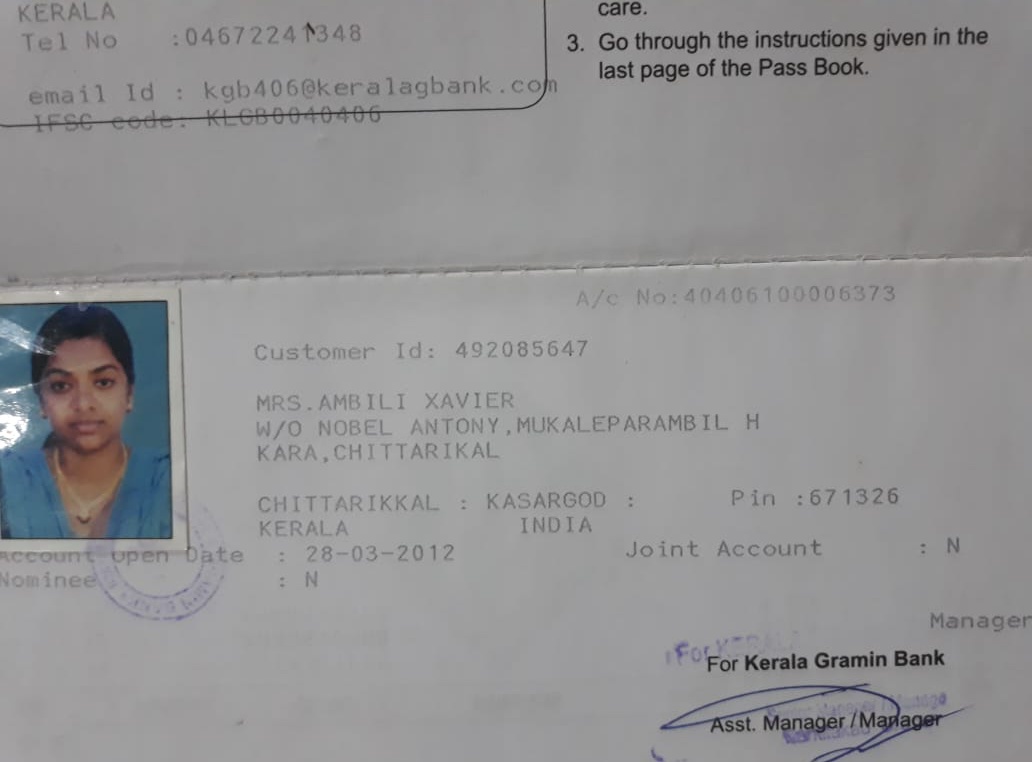 KERALA
Tel No :04672241348
email Id : kgb406@keralagbank.com
IFSC code: KLGB0040406
care.
3. Go through the instructions given in the
last page of the Pass Book.
A/c No:40406100006373
Customer Id: 492085647
MRS.AMBILI XAVIER
W/O NOBEL ANTONY,MUKALEPARAMBIL H
KARA,CHITTARIKAL
CHITTARIKKAL : KASARGOD : Pin :671326
KERALA INDIA
Account Open Date : 28-03-2012 Joint Account : N
Nominee : N
Manager
For KERALA
For Kerala Gramin Bank
Asst. Manager / Manager